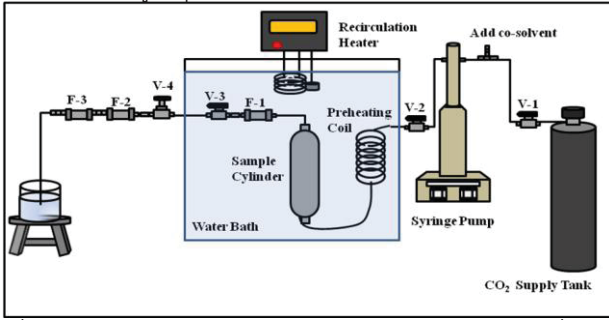 Recirculation
Heater
Add co-solvent
V-4
F-3
F-2
V-3
F-1
Preheating
Coil
V-2
V-1
Sample
Cylinder
Water Bath
Syringe Pump
CO₂ Supply Tank